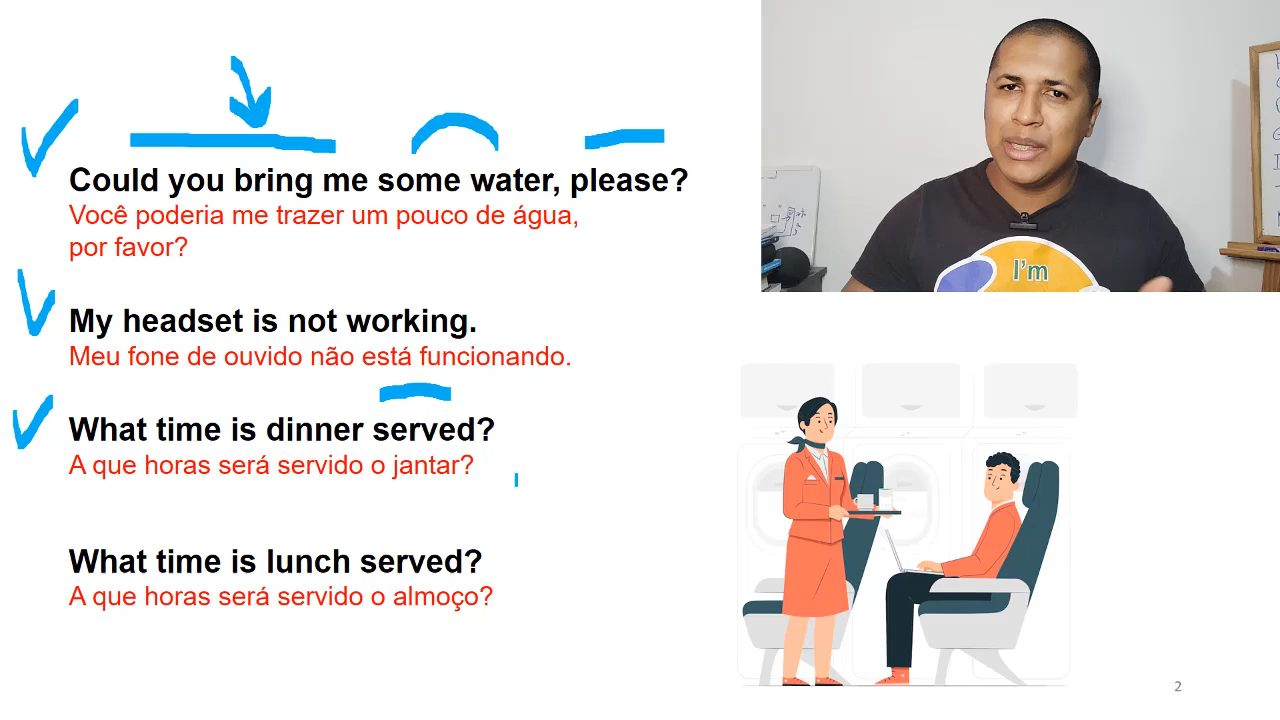 Could you bring me some water, please?
Você poderia me trazer um pouco de água,
por favor?
My headset is not working.
Meu fone de ouvido não está funcionando.
What time is dinner served?
A que horas será servido o jantar?
What time is lunch served?
A que horas será servido o almoço?
I'm
2